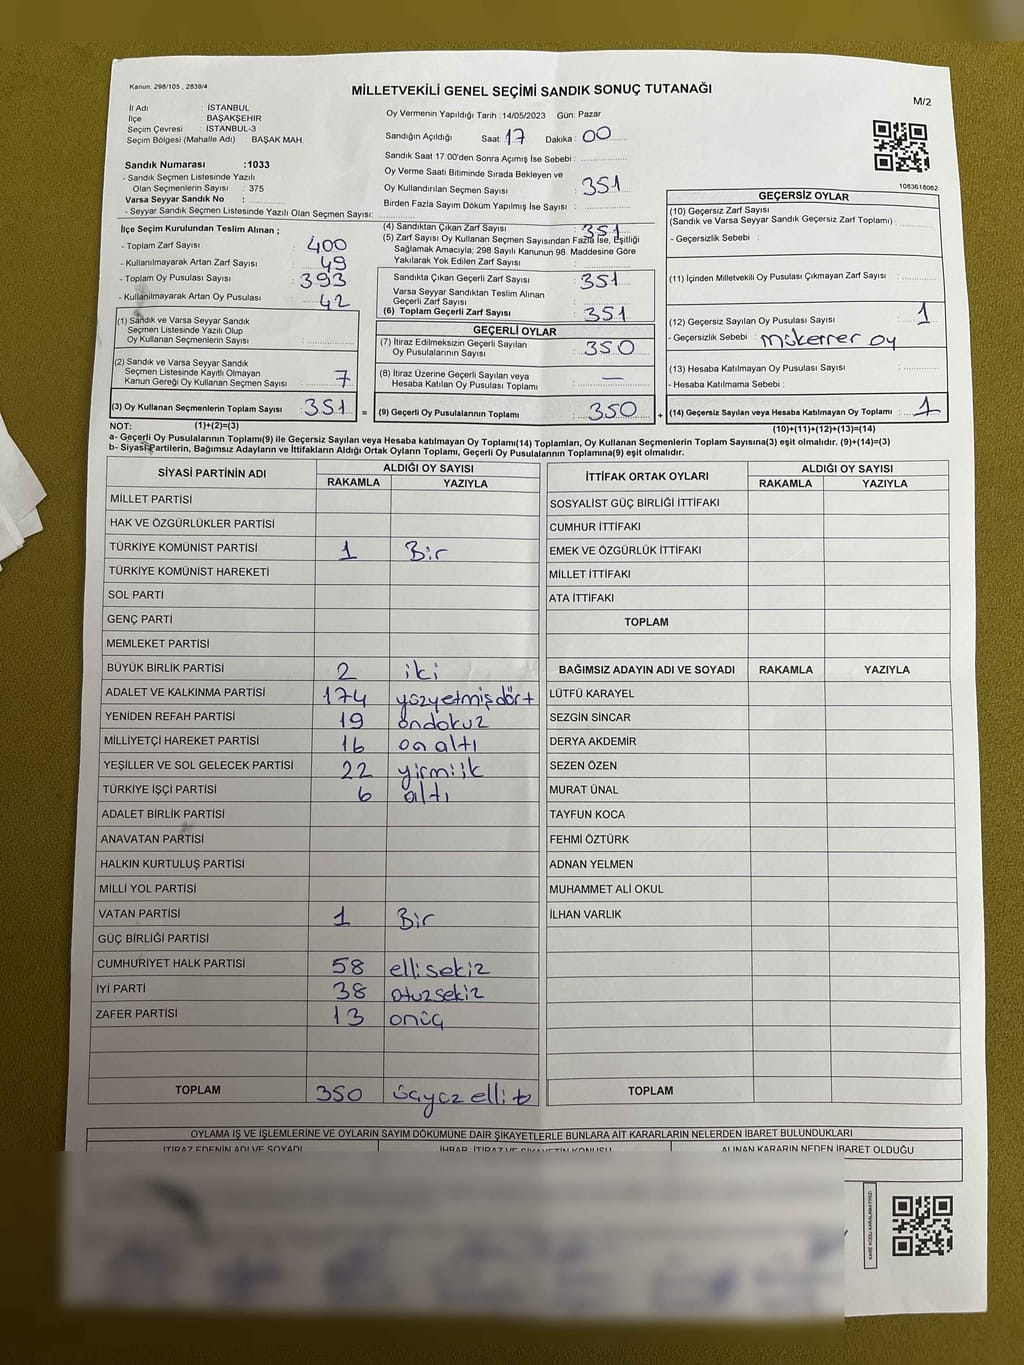 Kanun: 298/105 , 2839/4
MİLLETVEKİLİ GENEL SEÇİMİ SANDIK SONUÇ TUTANAĞI
M/2
İl Adı : İSTANBUL
İlçe : BAŞAKŞEHİR
Seçim Çevresi : İSTANBUL-3
Seçim Bölgesi (Mahalle Adı) : BAŞAK MAH.
Sandık Numarası :1033
- Sandık Seçmen Listesinde Yazılı
Olan Seçmenlerin Sayısı : 375
Varsa Seyyar Sandık No :
- Seyyar Sandık Seçmen Listesinde Yazılı Olan Seçmen Sayısı:
Oy Vermenin Yapıldığı Tarih : 14/05/2023 Gün: Pazar
Sandığın Açıldığı Saat: 17 Dakika : 00
Sandık Saat 17:00'den Sonra Açımış İse Sebebi :
Oy Verme Saati Bitiminde Sırada Bekleyen ve
Oy Kullandırılan Seçmen Sayısı : 351
Birden Fazla Sayım Döküm Yapılmış İse Sayısı :
1083618062
İlçe Seçim Kurulundan Teslim Alınan ;
- Toplam Zarf Sayısı : 400
- Kullanılmayarak Artan Zarf Sayısı : 49
- Toplam Oy Pusulası Sayısı : 393
- Kullanılmayarak Artan Oy Pusulası : 42
(1) Sandık ve Varsa Seyyar Sandık
Seçmen Listesinde Yazılı Olup
Oy Kullanan Seçmenlerin Sayısı :
(2) Sandık ve Varsa Seyyar Sandık
Seçmen Listesinde Kayıtlı Olmayan
Kanun Gereği Oy Kullanan Seçmen Sayısı : 7
(3) Oy Kullanan Seçmenlerin Toplam Sayısı : 351 =
(4) Sandıktan Çıkan Zarf Sayısı : 351
(5) Zarf Sayısı Oy Kullanan Seçmen Sayısından Fazla İse, Eşitliği
Sağlamak Amacıyla; 298 Sayılı Kanunun 98. Maddesine Göre
Yakılarak Yok Edilen Zarf Sayısı :
Sandıkta Çıkan Geçerli Zarf Sayısı : 351
Varsa Seyyar Sandıktan Teslim Alınan
Geçerli Zarf Sayısı :
(6) Toplam Geçerli Zarf Sayısı : 351
GEÇERLİ OYLAR
(7) İtiraz Edilmeksizin Geçerli Sayılan
Oy Pusulalarının Sayısı : 350
(8) İtiraz Üzerine Geçerli Sayılan veya
Hesaba Katılan Oy Pusulası Toplamı : —
(9) Geçerli Oy Pusulalarının Toplamı : 350 +
GEÇERSİZ OYLAR
(10) Geçersiz Zarf Sayısı
(Sandık ve Varsa Seyyar Sandık Geçersiz Zarf Toplamı) :
- Geçersizlik Sebebi :
(11) İçinden Milletvekili Oy Pusulası Çıkmayan Zarf Sayısı :
(12) Geçersiz Sayılan Oy Pusulası Sayısı : 1
- Geçersizlik Sebebi : mükerrer oy
(13) Hesaba Katılmayan Oy Pusulası Sayısı :
- Hesaba Katılmama Sebebi :
(14) Geçersiz Sayılan veya Hesaba Katılmayan Oy Toplamı : 1
NOT: (1)+(2)=(3)
(10)+(11)+(12)+(13)=(14)
a- Geçerli Oy Pusulalarının Toplamı(9) ile Geçersiz Sayılan veya Hesaba katılmayan Oy Toplamı(14) Toplamları, Oy Kullanan Seçmenlerin Toplam Sayısına(3) eşit olmalıdır. (9)+(14)=(3)
b- Siyasi Partilerin, Bağımsız Adayların ve İttifakların Aldığı Ortak Oyların Toplamı, Geçerli Oy Pusulalarının Toplamına(9) eşit olmalıdır.
SİYASİ PARTİNİN ADI ALDIĞI OY SAYISI
RAKAMLA YAZIYLA
MİLLET PARTİSİ
HAK VE ÖZGÜRLÜKLER PARTİSİ
TÜRKİYE KOMÜNİST PARTİSİ 1 Bir
TÜRKİYE KOMÜNİST HAREKETİ
SOL PARTİ
GENÇ PARTİ
MEMLEKET PARTİSİ
BÜYÜK BİRLİK PARTİSİ 2 iki
ADALET VE KALKINMA PARTİSİ 174 yüzyetmişdört
YENİDEN REFAH PARTİSİ 19 ondokuz
MİLLİYETÇİ HAREKET PARTİSİ 16 on altı
YEŞİLLER VE SOL GELECEK PARTİSİ 22 yirmiik
TÜRKİYE İŞÇİ PARTİSİ 6 altı
ADALET BİRLİK PARTİSİ
ANAVATAN PARTİSİ
HALKIN KURTULUŞ PARTİSİ
MİLLİ YOL PARTİSİ
VATAN PARTİSİ 1 Bir
GÜÇ BİRLİĞİ PARTİSİ
CUMHURİYET HALK PARTİSİ 58 ellisekiz
İYİ PARTİ 38 otuzsekiz
ZAFER PARTİSİ 13 onüç
TOPLAM 350 üçyüz elli
İTTİFAK ORTAK OYLARI ALDIĞI OY SAYISI
RAKAMLA YAZIYLA
SOSYALİST GÜÇ BİRLİĞİ İTTİFAKI
CUMHUR İTTİFAKI
EMEK VE ÖZGÜRLÜK İTTİFAKI
MİLLET İTTİFAKI
ATA İTTİFAKI
TOPLAM
BAĞIMSIZ ADAYIN ADI VE SOYADI RAKAMLA YAZIYLA
LÜTFÜ KARAYEL
SEZGİN SİNCAR
DERYA AKDEMİR
SEZEN ÖZEN
MURAT ÜNAL
TAYFUN KOCA
FEHMİ ÖZTÜRK
ADNAN YELMEN
MUHAMMET ALİ OKUL
İLHAN VARLIK
TOPLAM
OYLAMA İŞ VE İŞLEMLERİNE VE OYLARIN SAYIM DÖKÜMÜNE DAİR ŞİKAYETLERLE BUNLARA AİT KARARLARIN NELERDEN İBARET BULUNDUKLARI
İTİRAZ EDENİN ADI VE SOYADI İHBAR, İTİRAZ VE ŞİKAYETİN KONUSU ALINAN KARARIN NEDEN İBARET OLDUĞU
KARE KODU KARALAMAYINIZ!